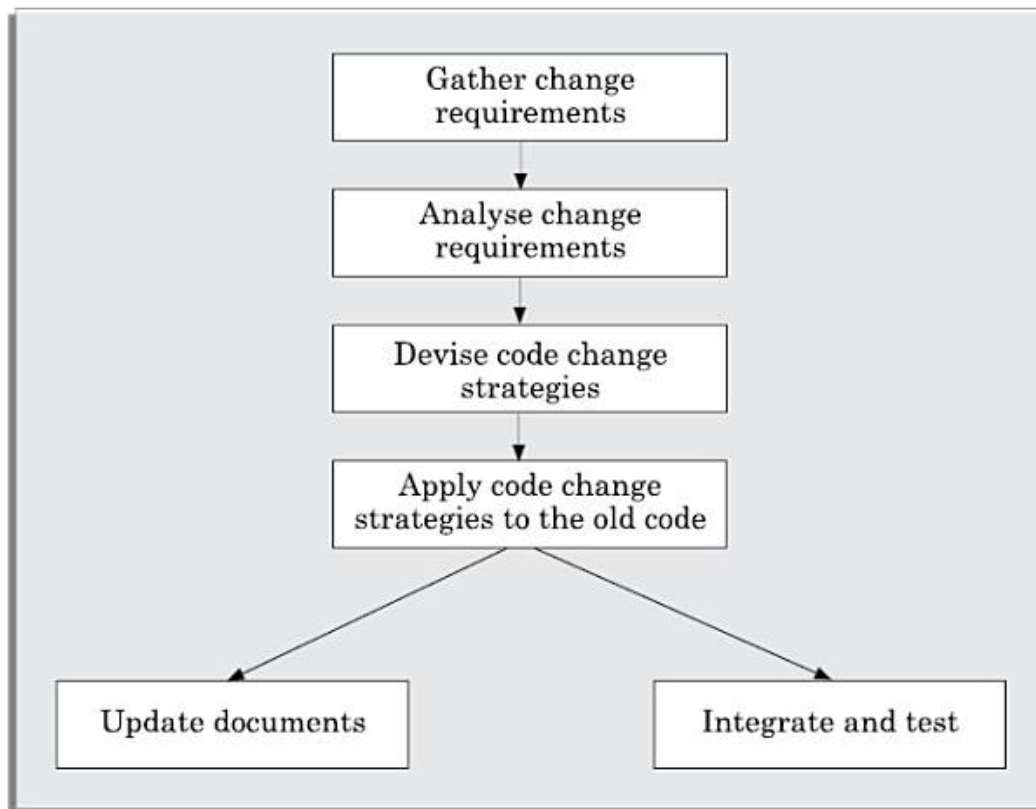 Gather change
requirements
Analyse change
requirements
Devise code change
strategies
Apply code change
strategies to the old code
Update documents
Integrate and test